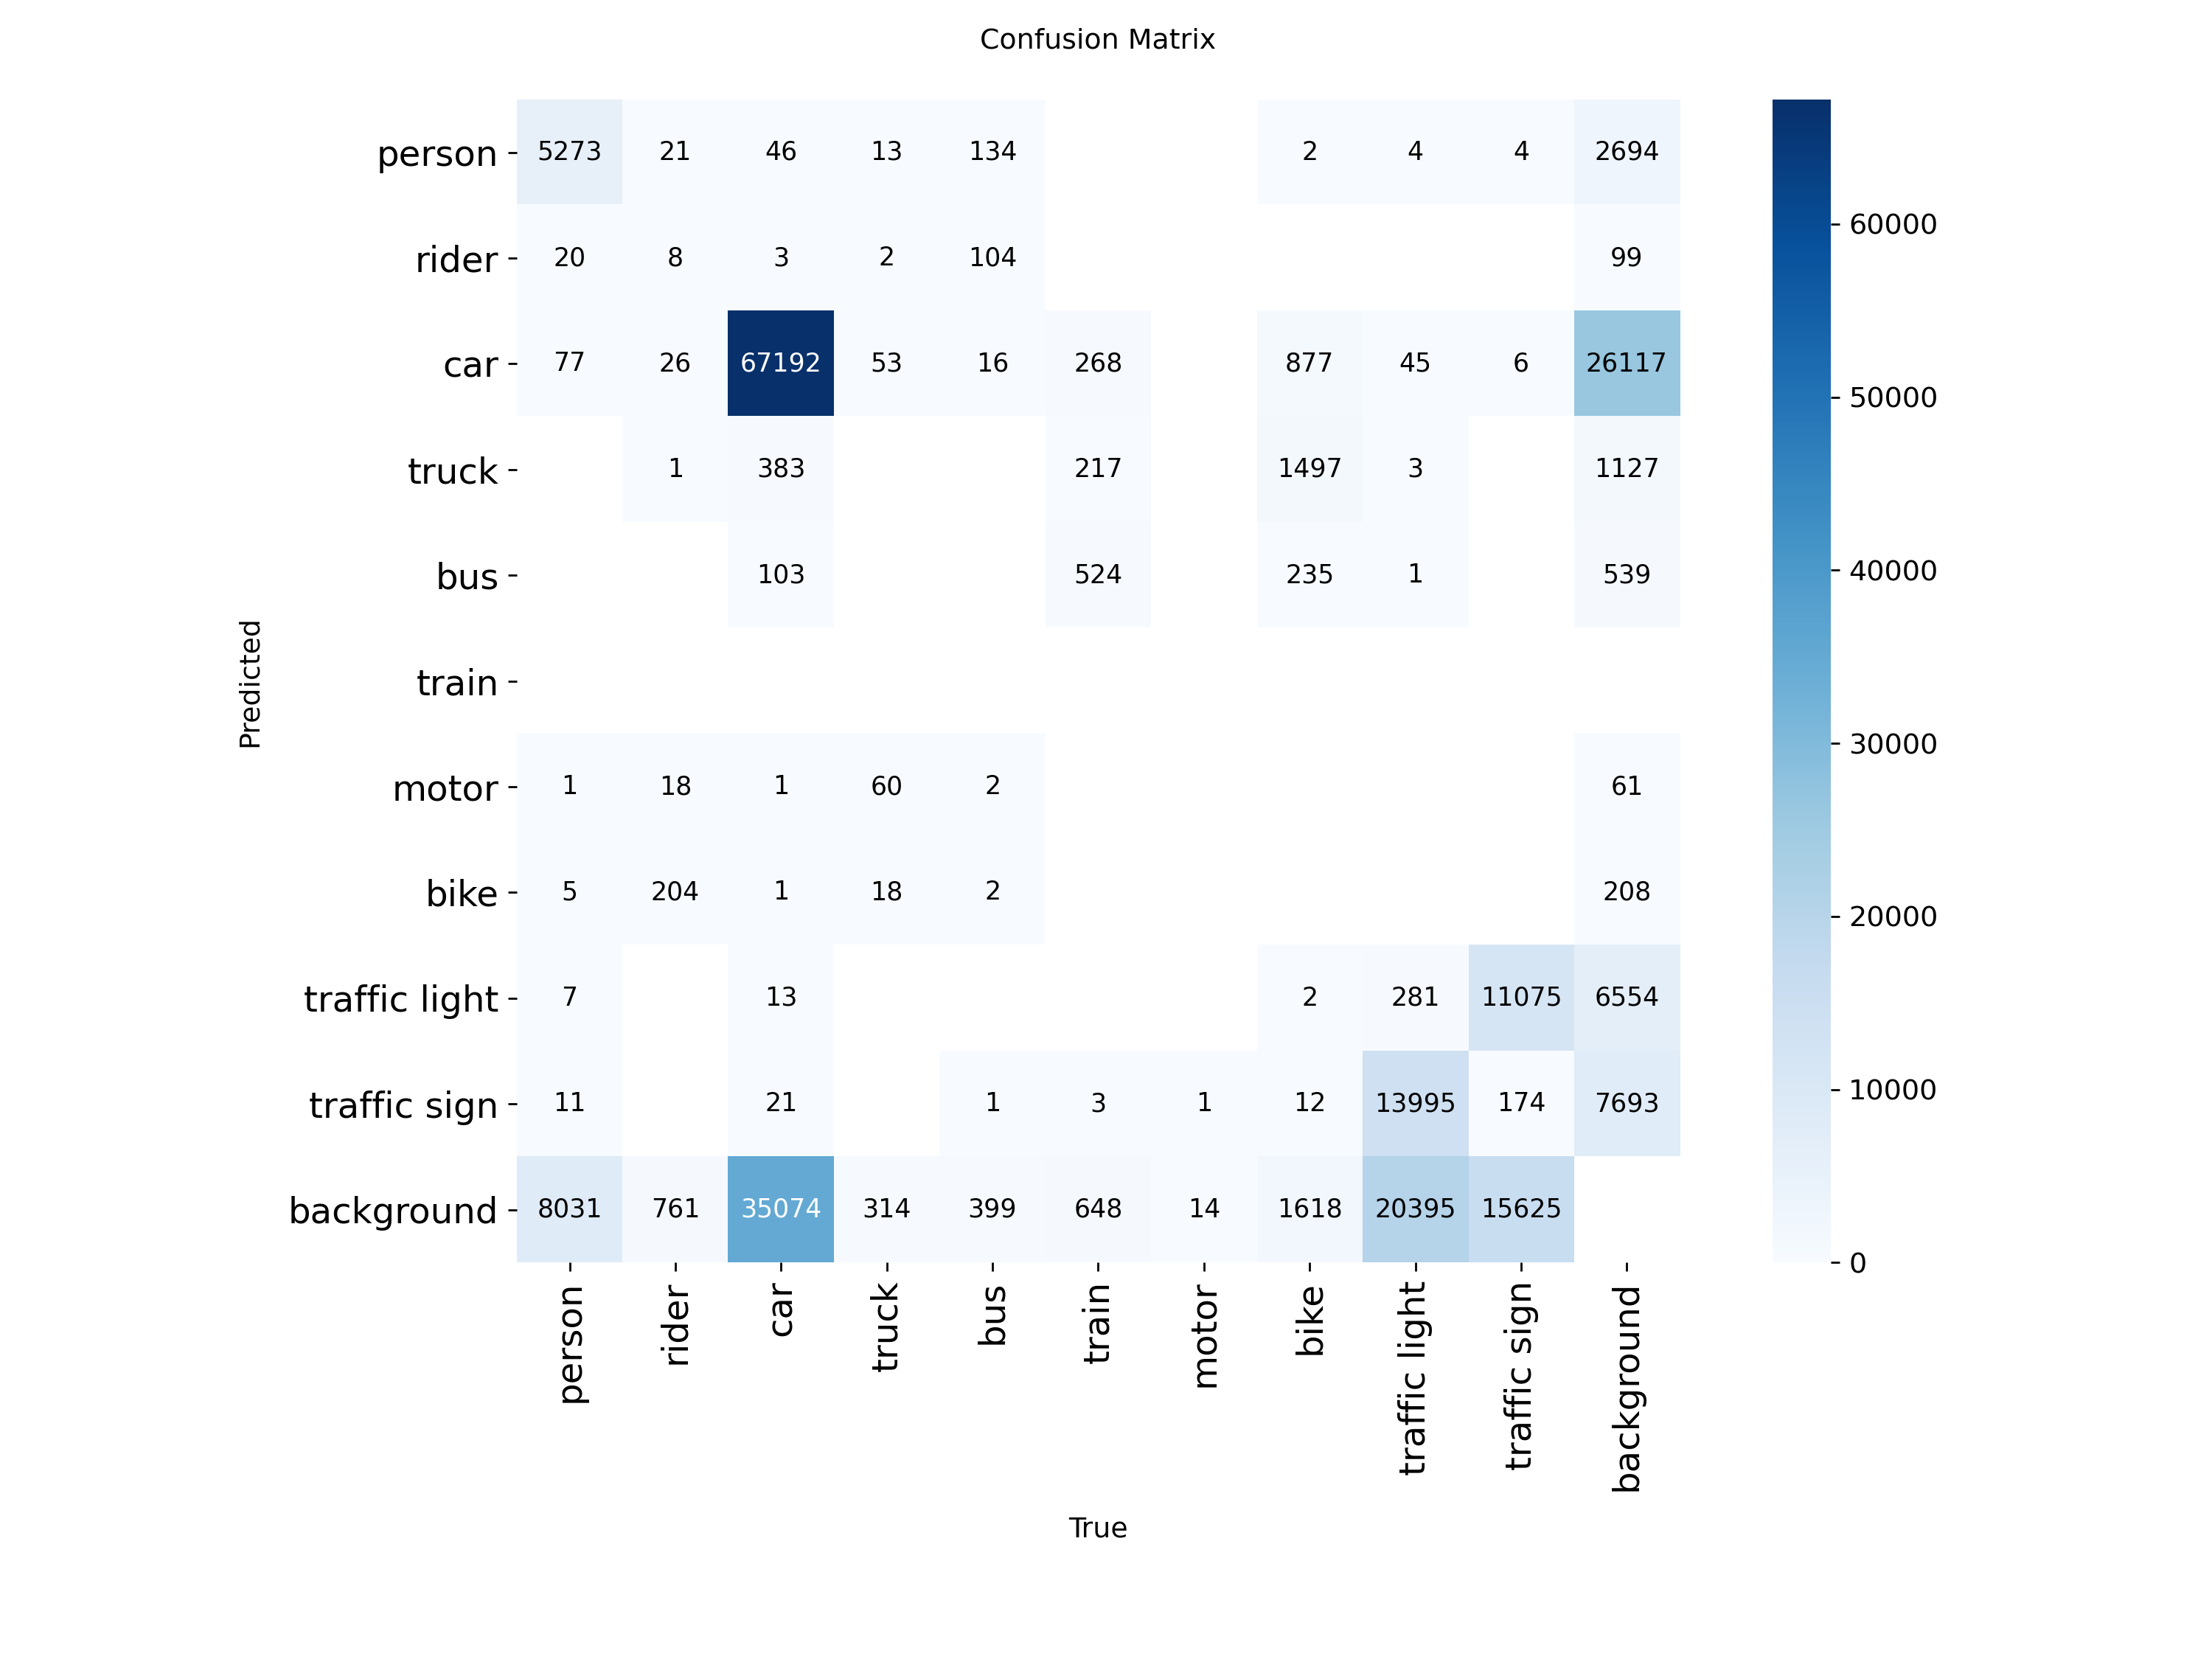 Confusion Matrix
person 5273 21 46 13 134 2 4 4 2694
rider 20 8 3 2 104 99
car 77 26 67192 53 16 268 877 45 6 26117
truck 1 383 217 1497 3 1127
bus 103 524 235 1 539
train
motor 1 18 1 60 2 61
bike 5 204 1 18 2 208
traffic light 7 13 2 281 11075 6554
traffic sign 11 21 1 3 1 12 13995 174 7693
background 8031 761 35074 314 399 648 14 1618 20395 15625
Predicted
person rider car truck bus train motor bike traffic light traffic sign background
True
60000
50000
40000
30000
20000
10000
0